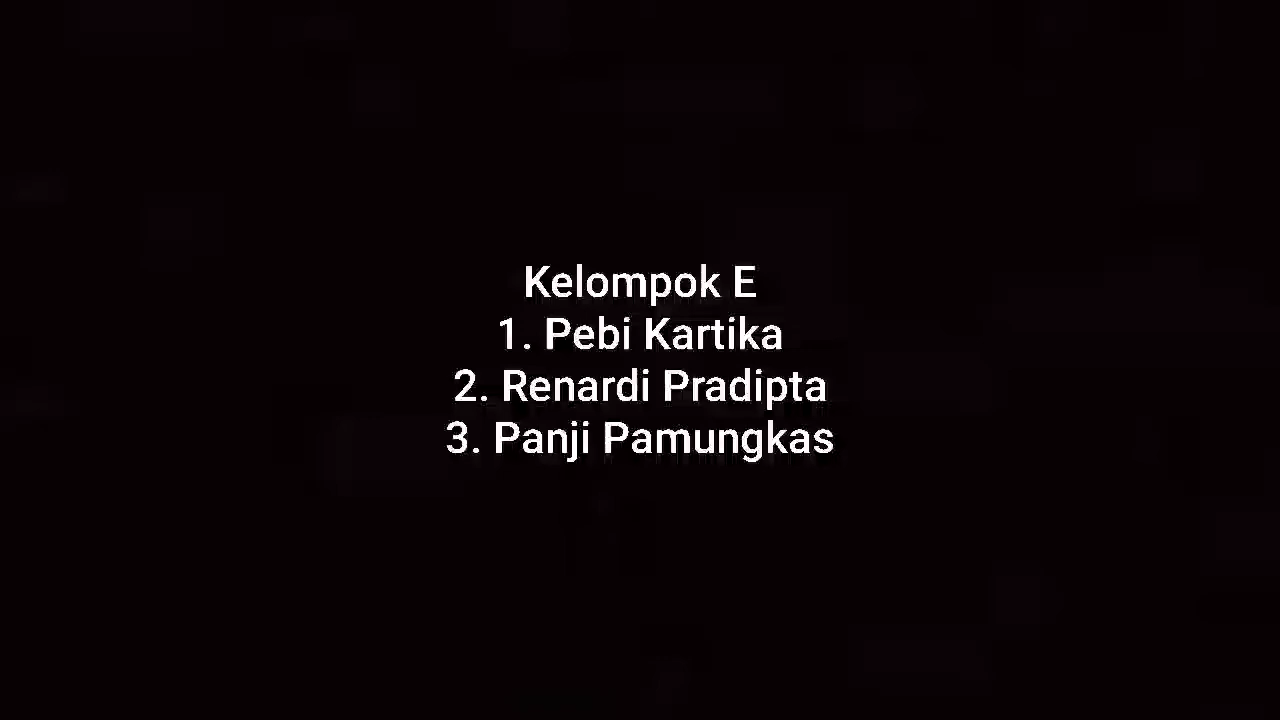 Kelompok E
1. Pebi Kartika
2. Renardi Pradipta
3. Panji Pamungkas